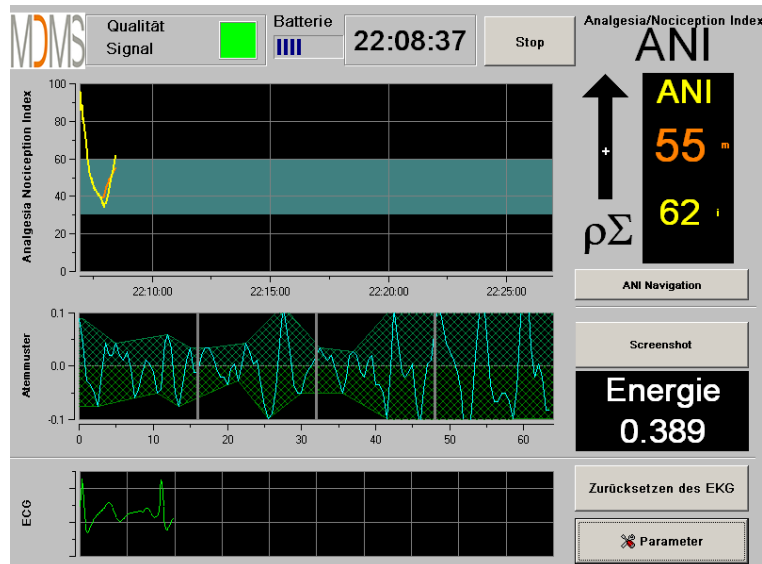 MDMS
Qualität
Signal
Batterie
22:08:37
Stop
Analgesia/Nociception Index
ANI
Analgesia Nociception Index
100
80
60
40
20
0
22:10:00 22:15:00 22:20:00 22:25:00
+
ρΣ
ANI
55 m
62 i
ANI Navigation
Atemmuster
0.1
0.0
-0.1
0 10 20 30 40 50 60
Screenshot
Energie
0.389
ECG
Zurücksetzen des EKG
Parameter